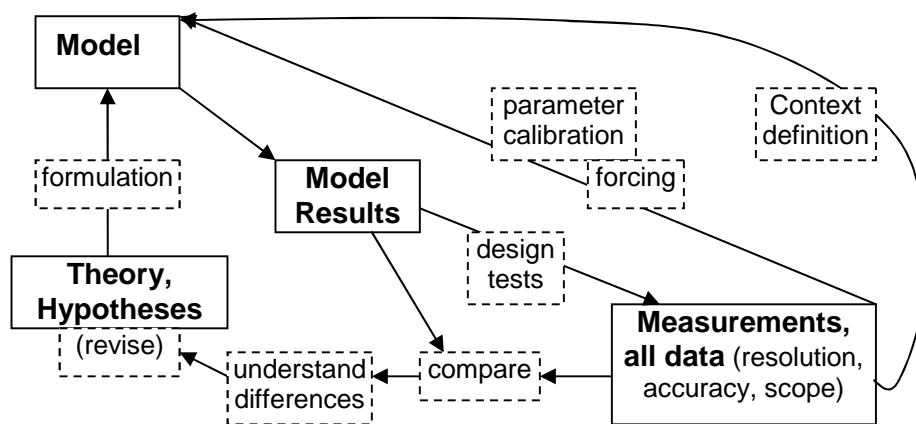 Model
parameter
calibration
Context
definition
formulation
forcing
Model
Results
design
tests
Theory,
Hypotheses
(revise)
Measurements,
all data (resolution,
accuracy, scope)
understand
differences
compare